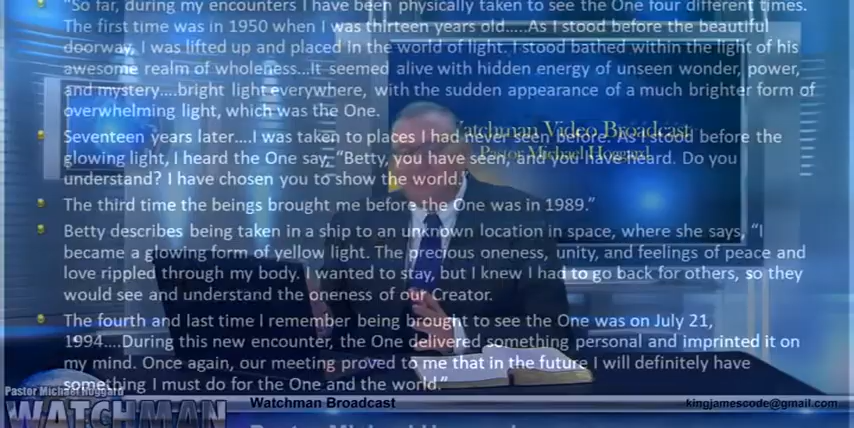 "So far, during my encounters I have been physically taken to see the One four different times.
The first time was in 1950 when I was thirteen years old.....As I stood before the beautiful
doorway, I was lifted up and placed in the world of light. I stood bathed within the light of his
awesome realm of wholeness...It seemed alive with hidden energy of unseen wonder, power,
and mystery....bright light everywhere, with the sudden appearance of a much brighter form of
overwhelming light, which was the One.
Seventeen years later....I was taken to places I had never seen before. As I stood before the
glowing light, I heard the One say, "Betty, you have seen, and you have heard. Do you
understand? I have chosen you to show the world."
The third time the beings brought me before the One was in 1989."
Betty describes being taken in a ship to an unknown location in space, where she says, "I
became a glowing form of yellow light. The precious oneness, unity, and feelings of peace and
love rippled through my body. I wanted to stay, but I knew I had to go back for others, so they
would see and understand the oneness of our Creator.
The fourth and last time I remember being brought to see the One was on July 21,
1994....During this new encounter, the One delivered something personal and imprinted it on
my mind. Once again, our meeting proved to me that in the future I will definitely have
something I must do for the One and the world."
Watchman Video Broadcast
Pastor Michael Hoggard
Pastor Michael Hoggard
WATCHMAN
Watchman Broadcast
kingjamescode@gmail.com